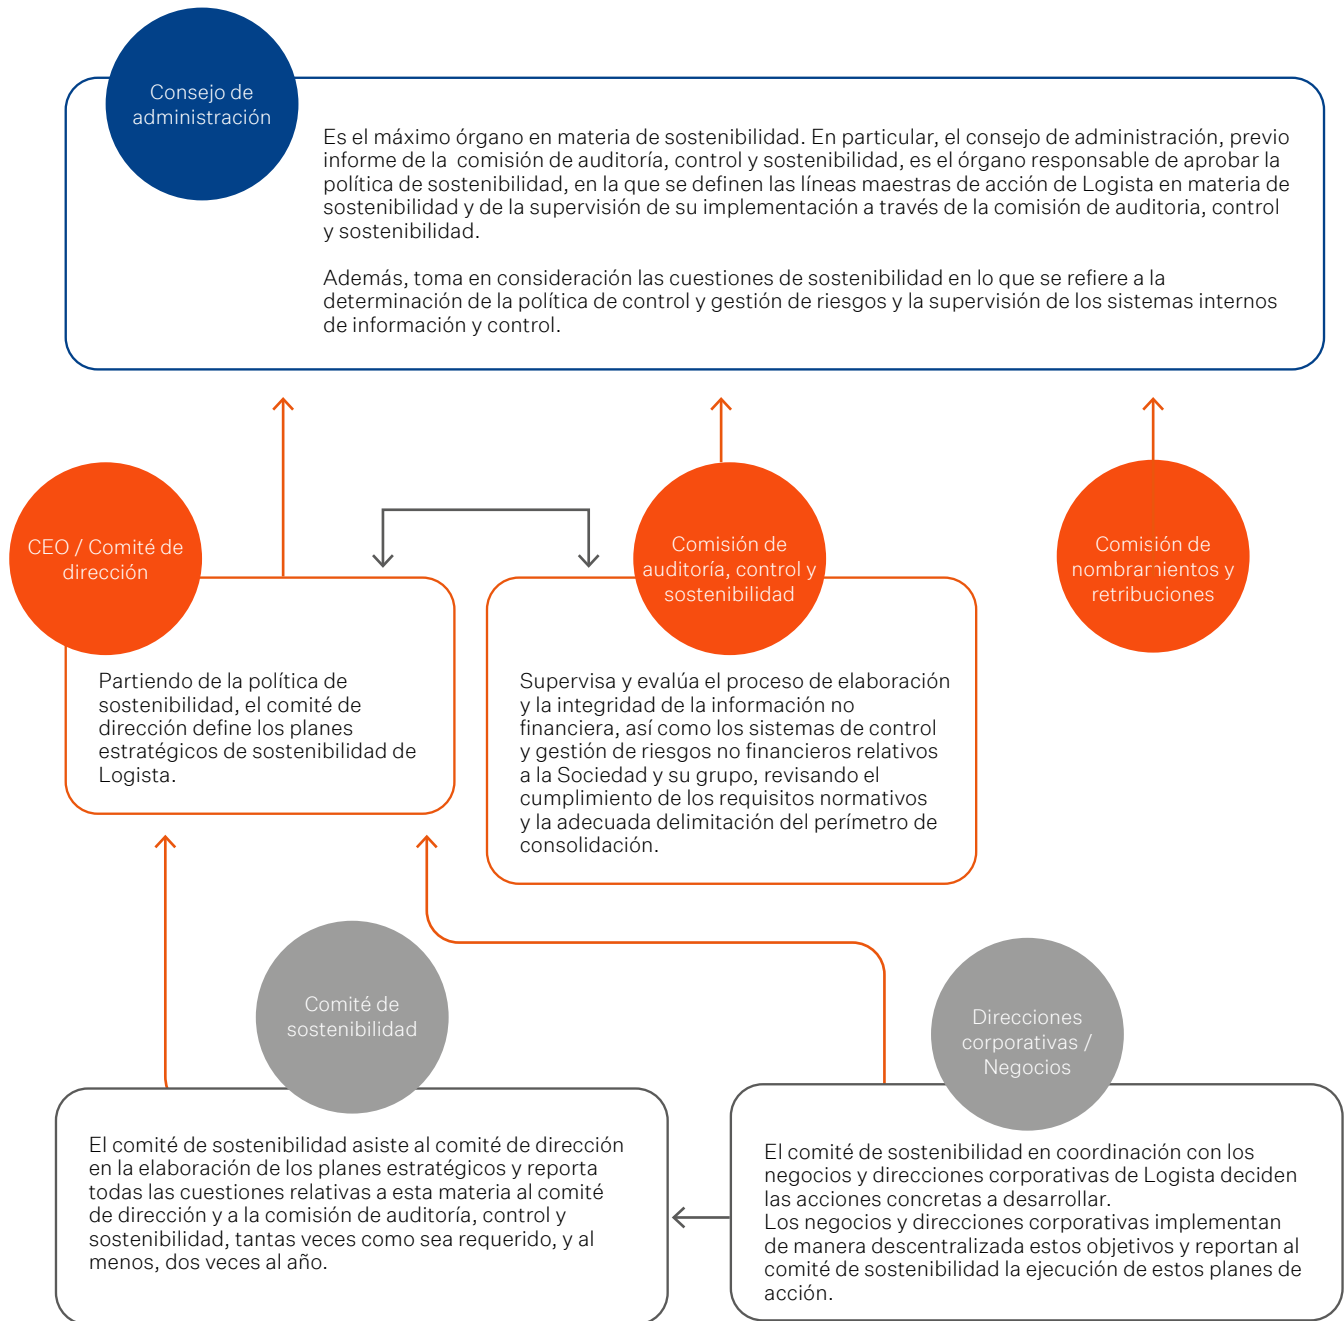 Consejo de
administración
Es el máximo órgano en materia de sostenibilidad. En particular, el consejo de administración, previo
informe de la comisión de auditoría, control y sostenibilidad, es el órgano responsable de aprobar la
política de sostenibilidad, en la que se definen las líneas maestras de acción de Logista en materia de
sostenibilidad y de la supervisión de su implementación a través de la comisión de auditoria, control
y sostenibilidad.
Además, toma en consideración las cuestiones de sostenibilidad en lo que se refiere a la
determinación de la política de control y gestión de riesgos y la supervisión de los sistemas internos
de información y control.
CEO / Comité de
dirección
Partiendo de la política de
sostenibilidad, el comité de
dirección define los planes
estratégicos de sostenibilidad de
Logista.
Comisión de
auditoría, control y
sostenibilidad
Supervisa y evalúa el proceso de elaboración
y la integridad de la información no
financiera, así como los sistemas de control
y gestión de riesgos no financieros relativos
a la Sociedad y su grupo, revisando el
cumplimiento de los requisitos normativos
y la adecuada delimitación del perímetro de
consolidación.
Comisión de
nombramientos y
retribuciones
Comité de
sostenibilidad
El comité de sostenibilidad asiste al comité de dirección
en la elaboración de los planes estratégicos y reporta
todas las cuestiones relativas a esta materia al comité
de dirección y a la comisión de auditoría, control y
sostenibilidad, tantas veces como sea requerido, y al
menos, dos veces al año.
Direcciones
corporativas /
Negocios
El comité de sostenibilidad en coordinación con los
negocios y direcciones corporativas de Logista deciden
las acciones concretas a desarrollar.
Los negocios y direcciones corporativas implementan
de manera descentralizada estos objetivos y reportan al
comité de sostenibilidad la ejecución de estos planes de
acción.